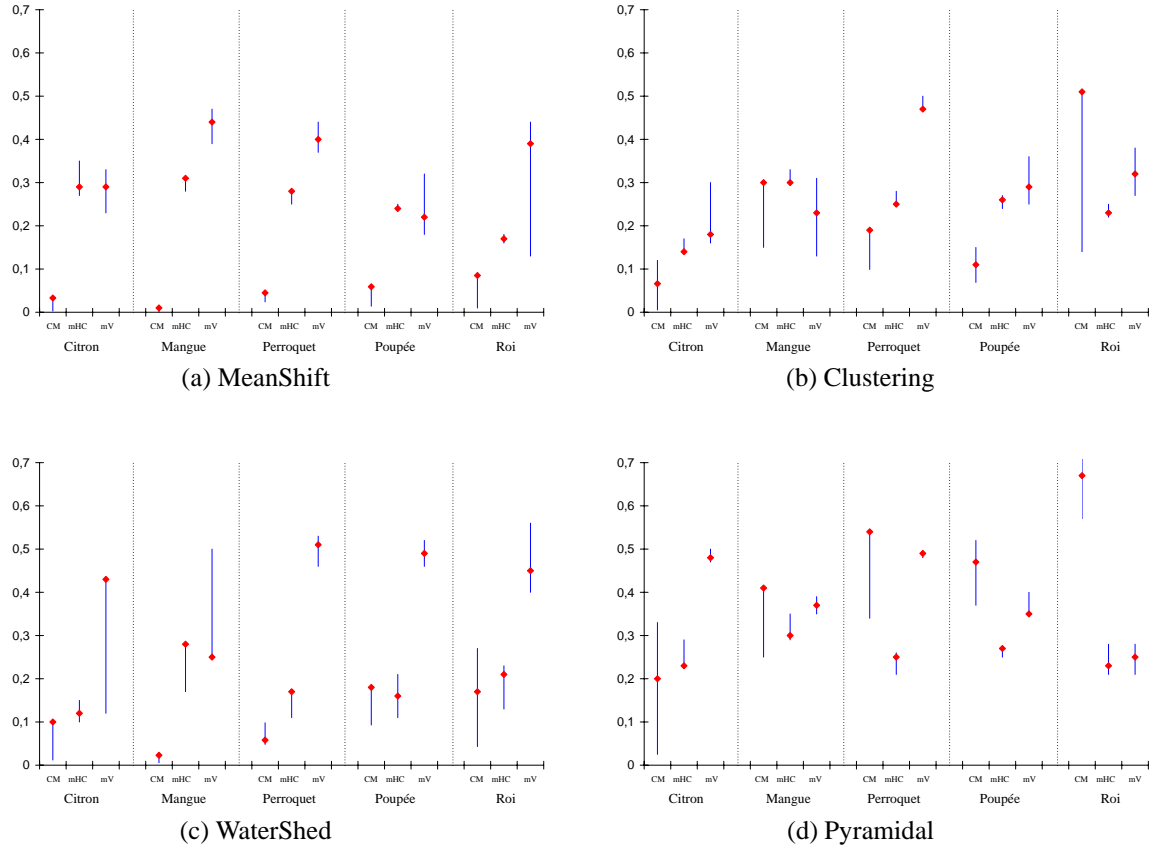 0,7
0,6
0,5
0,4
0,3
0,2
0,1
0
CM mHC mV CM mHC mV CM mHC mV CM mHC mV CM mHC mV
Citron Mangue Perroquet Poupée Roi
(a) MeanShift
0,7
0,6
0,5
0,4
0,3
0,2
0,1
0
CM mHC mV CM mHC mV CM mHC mV CM mHC mV CM mHC mV
Citron Mangue Perroquet Poupée Roi
(b) Clustering
0,7
0,6
0,5
0,4
0,3
0,2
0,1
0
CM mHC mV CM mHC mV CM mHC mV CM mHC mV CM mHC mV
Citron Mangue Perroquet Poupée Roi
(c) WaterShed
0,7
0,6
0,5
0,4
0,3
0,2
0,1
0
CM mHC mV CM mHC mV CM mHC mV CM mHC mV CM mHC mV
Citron Mangue Perroquet Poupée Roi
(d) Pyramidal